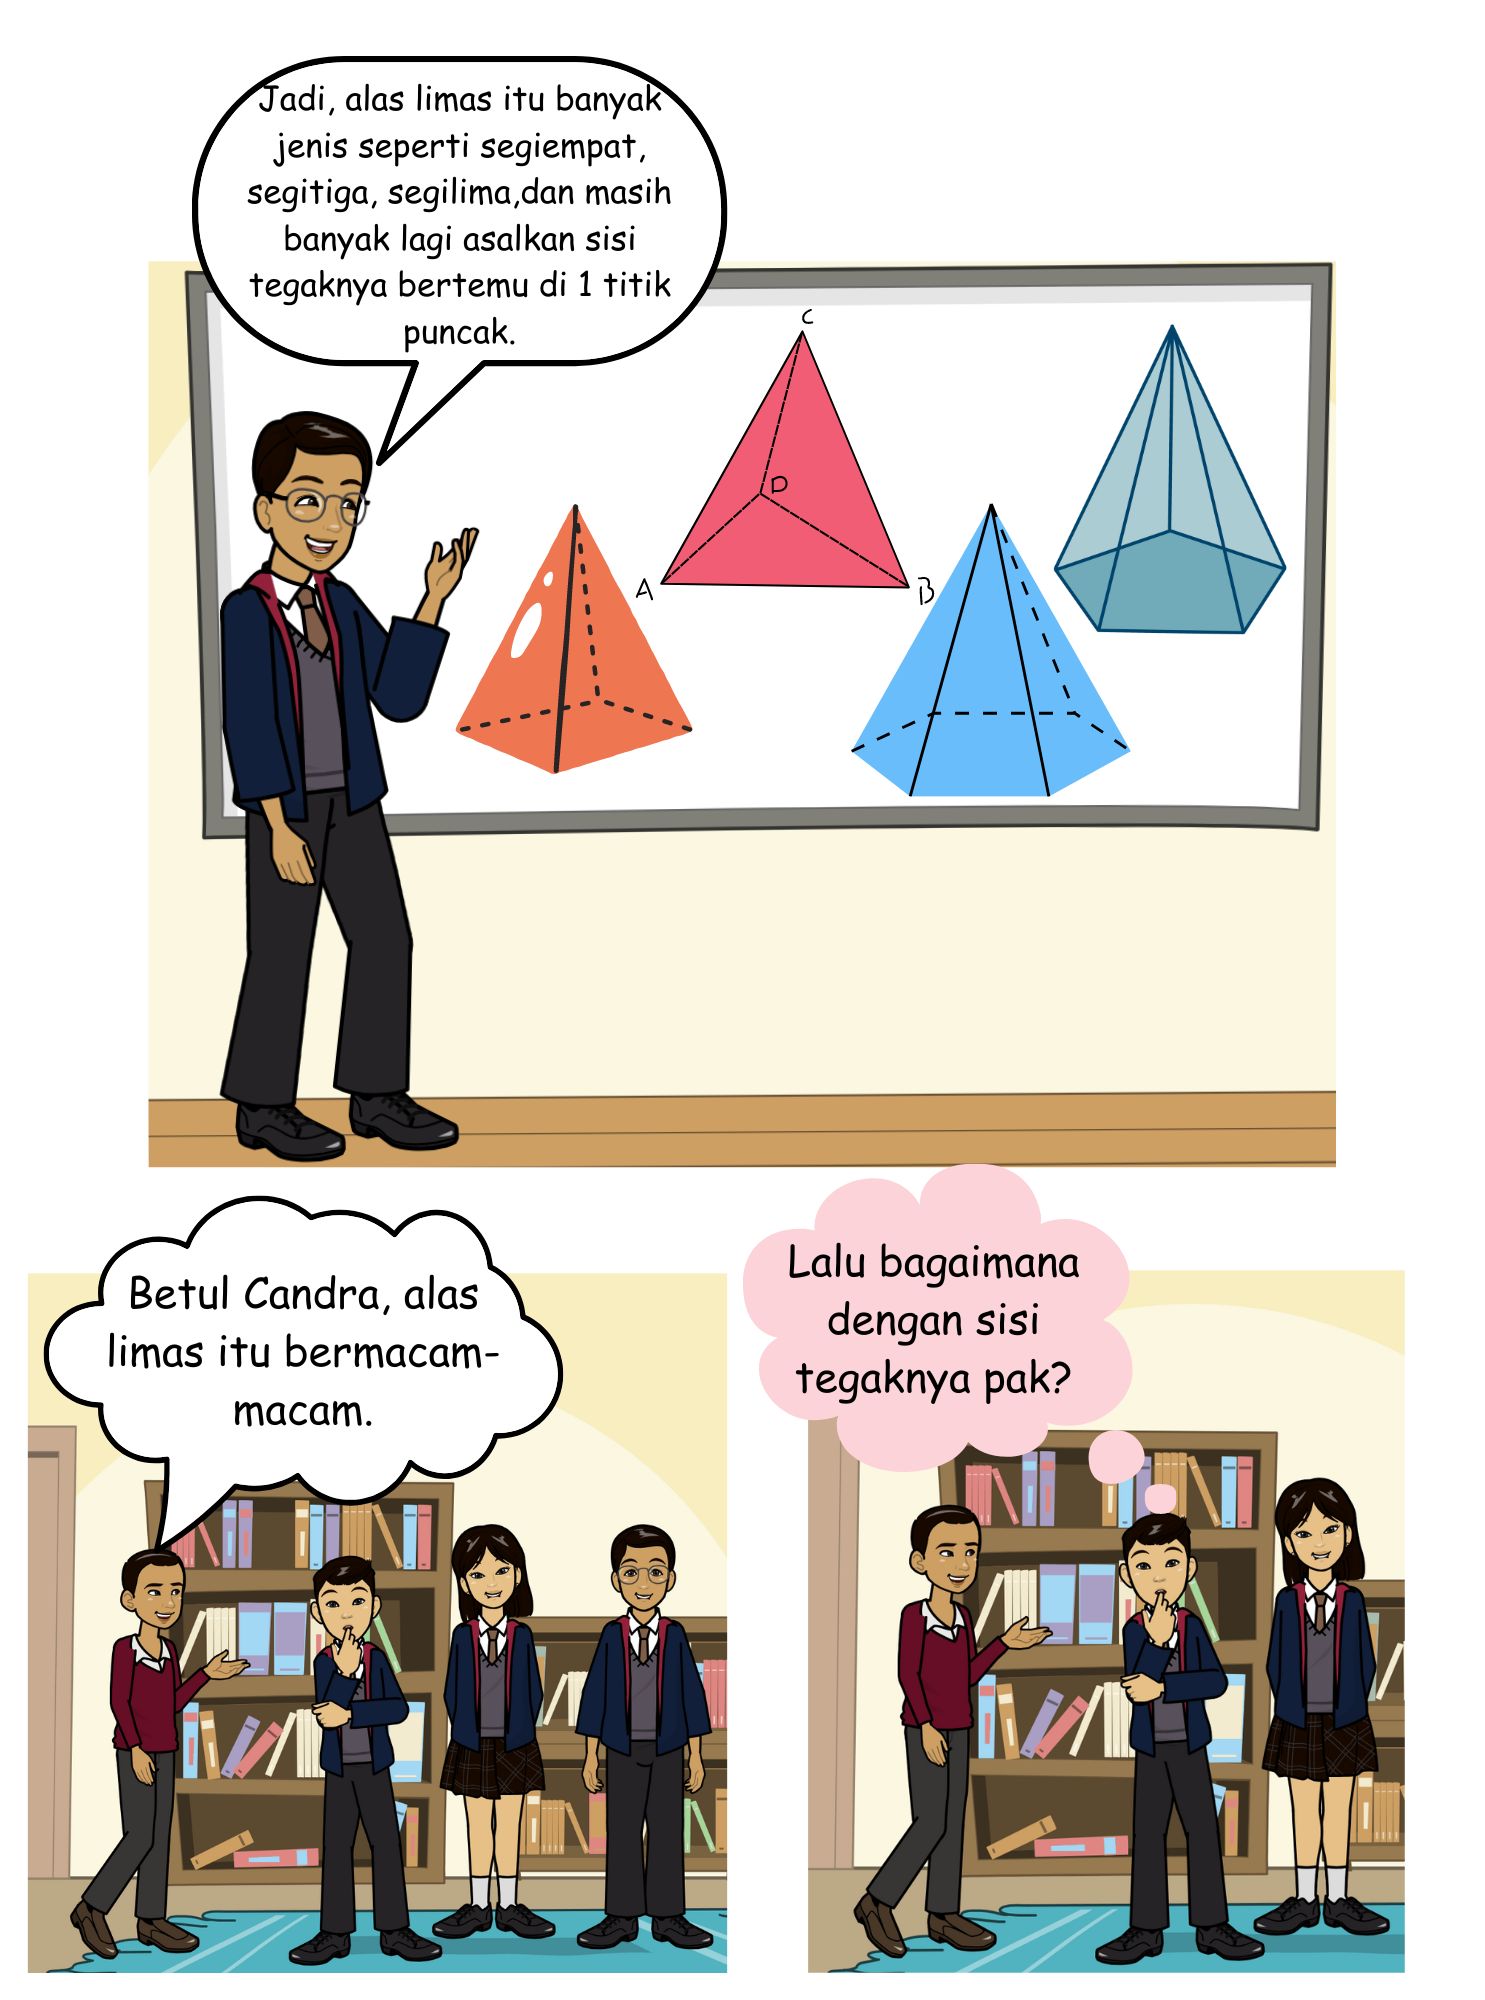 Jadi, alas limas itu banyak
jenis seperti segiempat,
segitiga, segilima,dan masih
banyak lagi asalkan sisi
tegaknya bertemu di 1 titik
puncak.
C
D
A
B
Betul Candra, alas
limas itu bermacam-
macam.
Lalu bagaimana
dengan sisi
tegaknya pak?